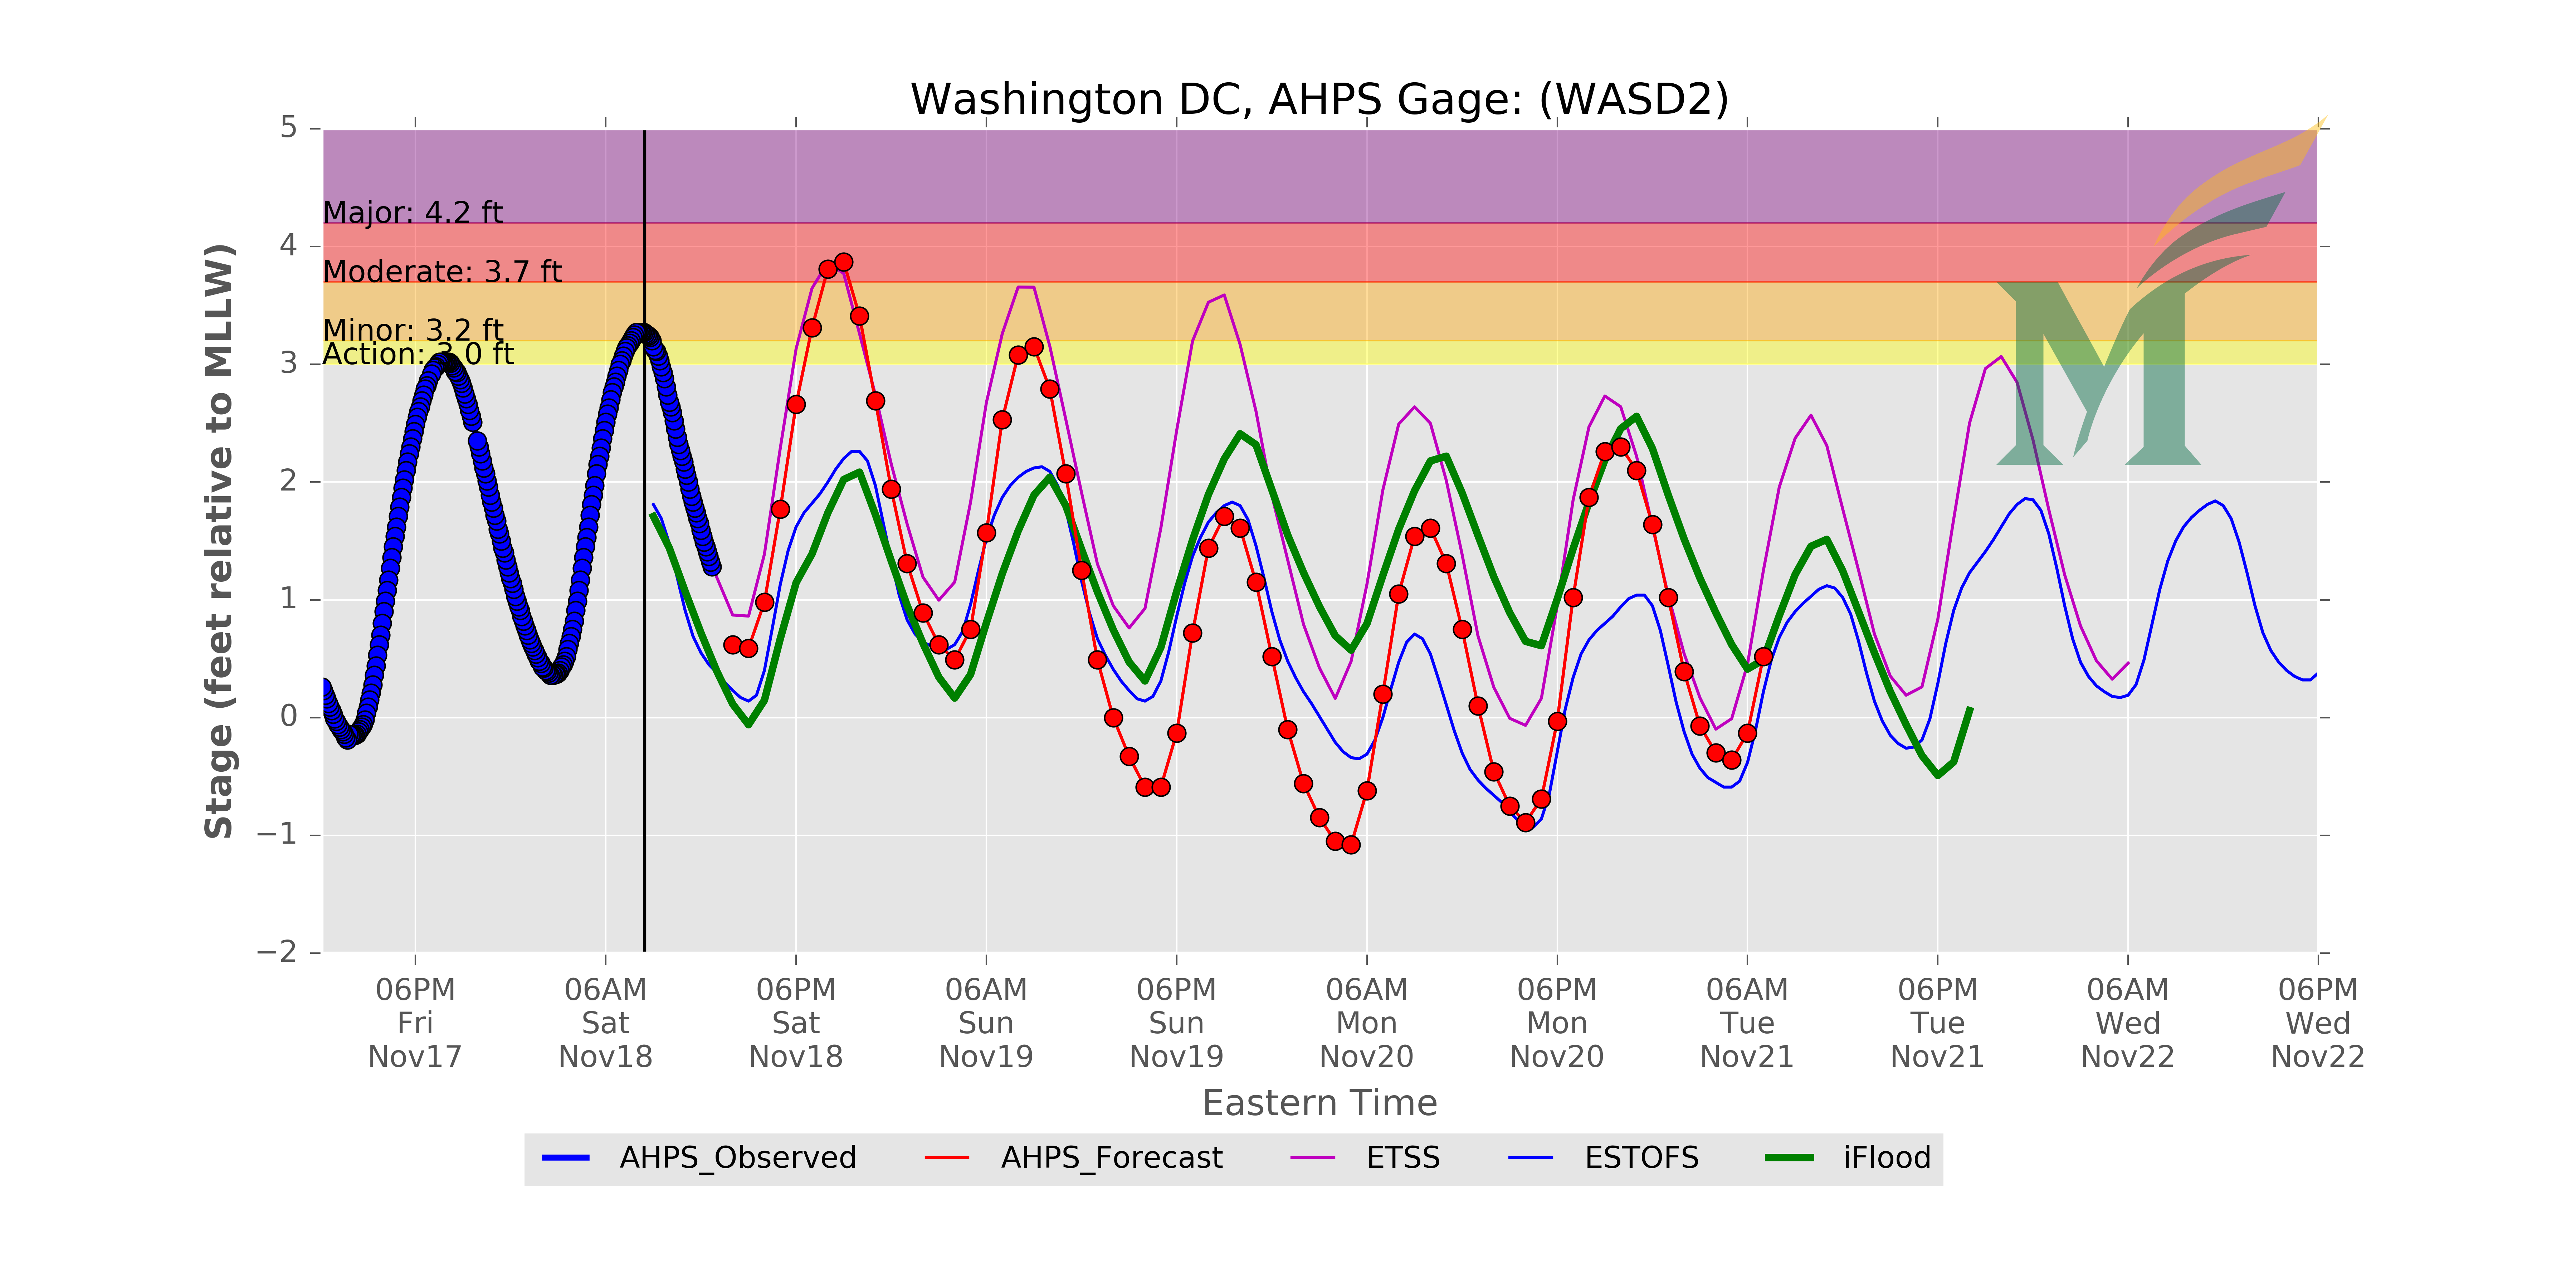 Washington DC, AHPS Gage: (WASD2)
5
4
3
2
1
0
−1
−2
Stage (feet relative to MLLW)
Major: 4.2 ft
Moderate: 3.7 ft
Minor: 3.2 ft
Action: 3.0 ft
M
06PM Fri Nov17
06AM Sat Nov18
06PM Sat Nov18
06AM Sun Nov19
06PM Sun Nov19
06AM Mon Nov20
06PM Mon Nov20
06AM Tue Nov21
06PM Tue Nov21
06AM Wed Nov22
06PM Wed Nov22
Eastern Time
AHPS_Observed AHPS_Forecast ETSS ESTOFS iFlood